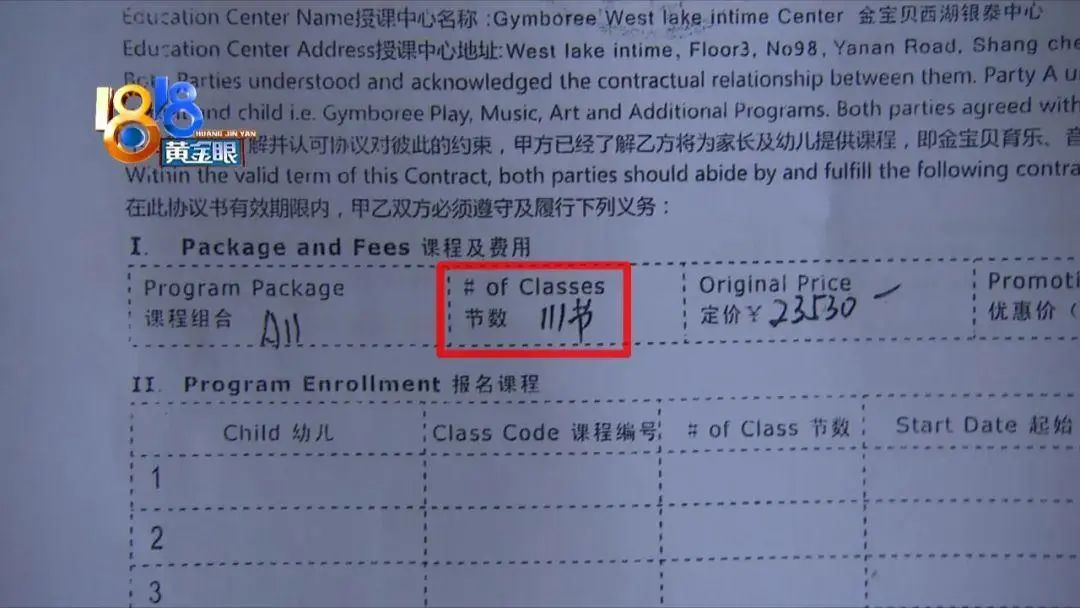 Education Center Name授课中心名称 :Gymboree West lake intime Center 金宝贝西湖银泰中心
Education Center Address授课中心地址:West lake intime, Floor3, No98, Yanan Road, Shang che
Both Parties understood and acknowledged the contractual relationship between them. Party A u
and child i.e. Gymboree Play, Music, Art and Additional Programs. Both parties agreed with
1818
HUANG JIN YAN
黄金眼
解并认可协议对彼此的约束，甲方已经了解乙方将为家长及幼儿提供课程，即金宝贝育乐、音
Within the valid term of this Contract, both parties should abide by and fulfill the following contra
在此协议书有效期限内，甲乙双方必须遵守及履行下列义务：
I. Package and Fees 课程及费用
Program Package
课程组合 All
# of Classes
节数 111节
Original Price
定价￥23530
Promoti
优惠价（
II. Program Enrollment 报名课程
Child 幼儿 Class Code 课程编号 # of Class 节数 Start Date 起始
1
2
3